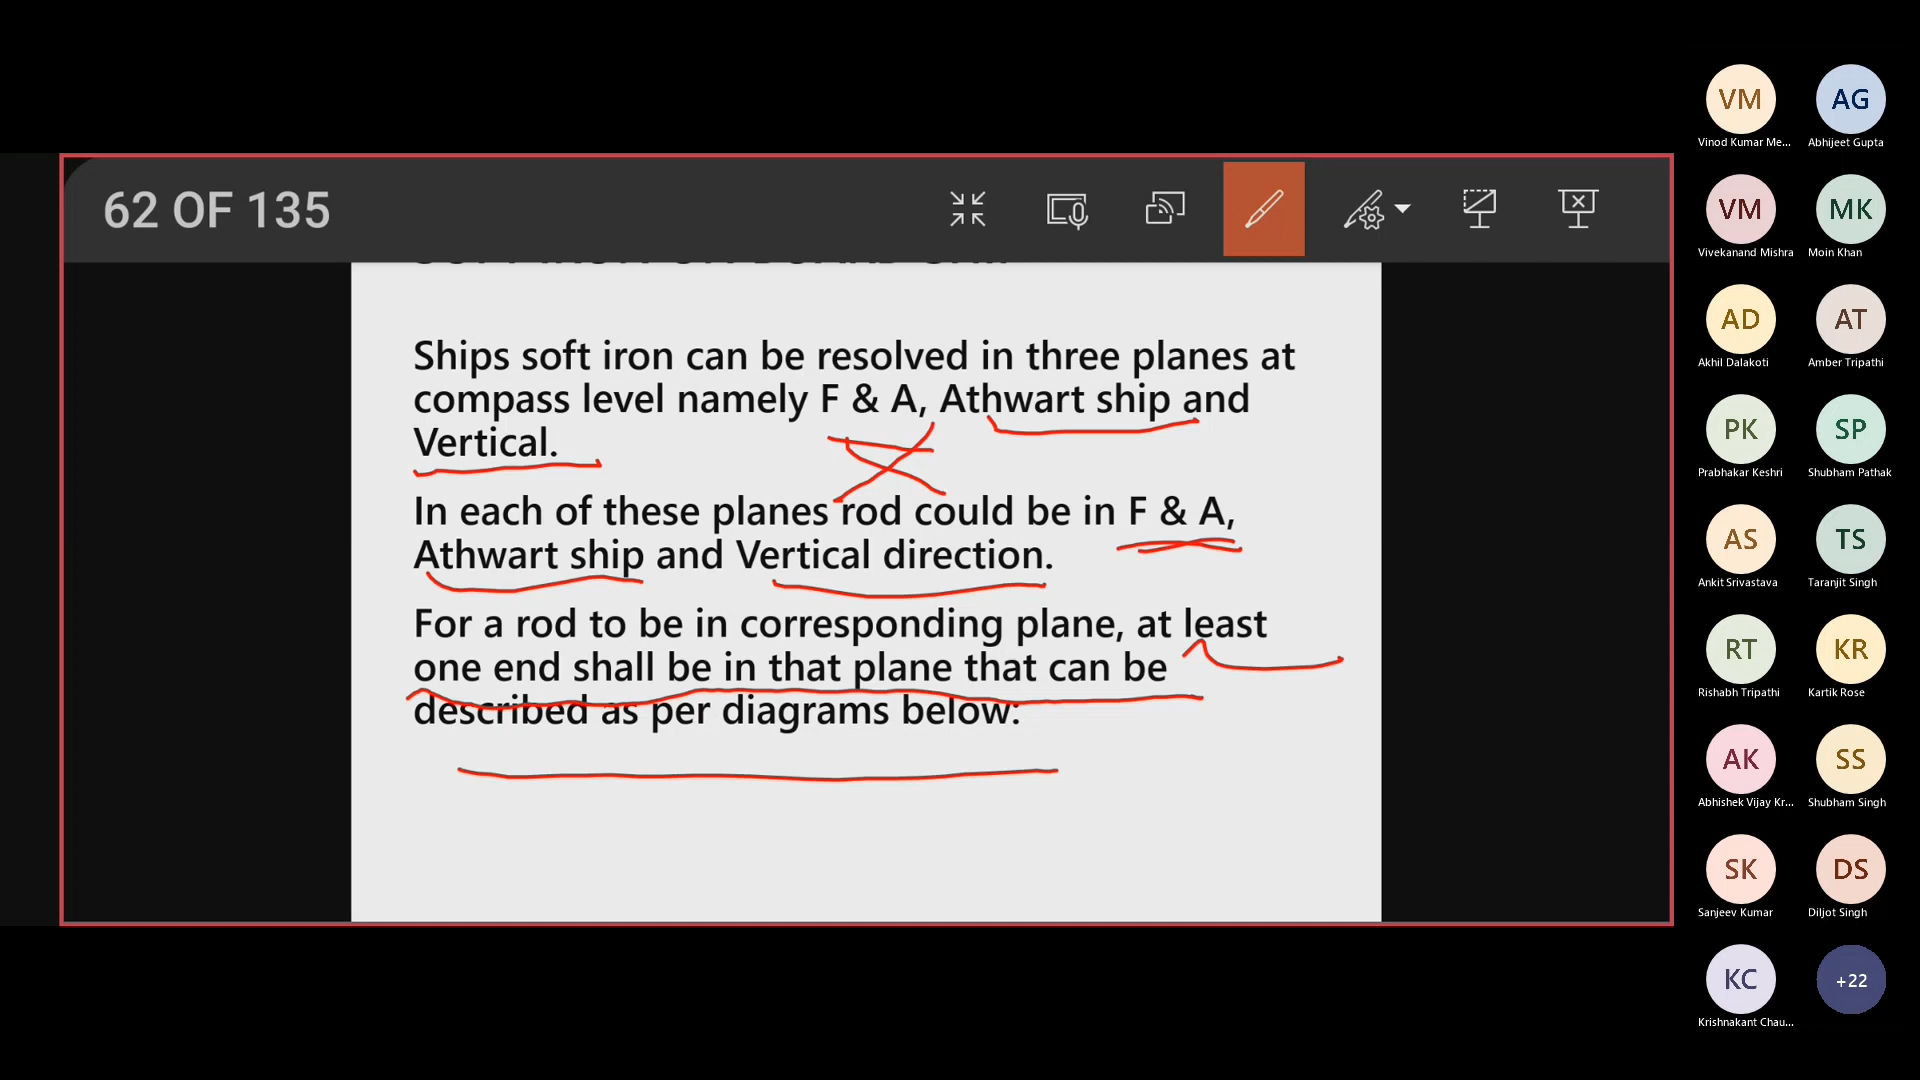 62 OF 135
Ships soft iron can be resolved in three planes at
compass level namely F & A, Athwart ship and
Vertical.
In each of these planes rod could be in F & A,
Athwart ship and Vertical direction.
For a rod to be in corresponding plane, at least
one end shall be in that plane that can be
described as per diagrams below:
VM
AG
Vinod Kumar Me...
Abhijeet Gupta
VM
MK
Vivekanand Mishra
Moin Khan
AD
AT
Akhil Dalakoti
Amber Tripathi
PK
SP
Prabhakar Keshri
Shubham Pathak
AS
TS
Ankit Srivastava
Taranjit Singh
RT
KR
Rishabh Tripathi
Kartik Rose
AK
SS
Abhishek Vijay Kr...
Shubham Singh
SK
DS
Sanjeev Kumar
Diljot Singh
KC
+22
Krishnakant Chau...